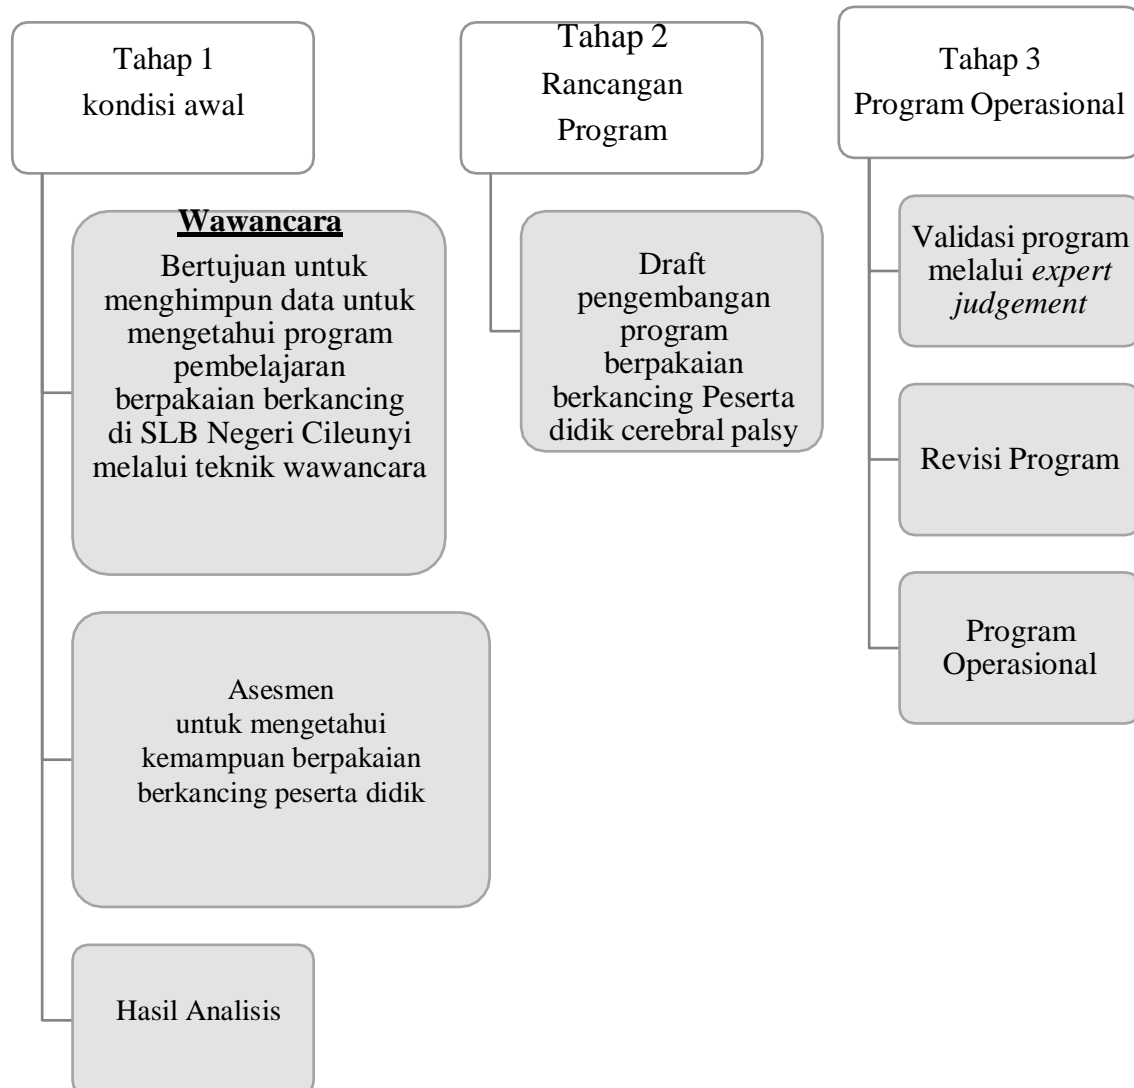 Tahap 1
kondisi awal
Wawancara
Bertujuan untuk
menghimpun data untuk
mengetahui program
pembelajaran
berpakaian berkancing
di SLB Negeri Cileunyi
melalui teknik wawancara
Asesmen
untuk mengetahui
kemampuan berpakaian
berkancing peserta didik
Hasil Analisis
Tahap 2
Rancangan
Program
Draft
pengembangan
program
berpakaian
berkancing Peserta
didik cerebral palsy
Tahap 3
Program Operasional
Validasi program
melalui expert
judgement
Revisi Program
Program
Operasional